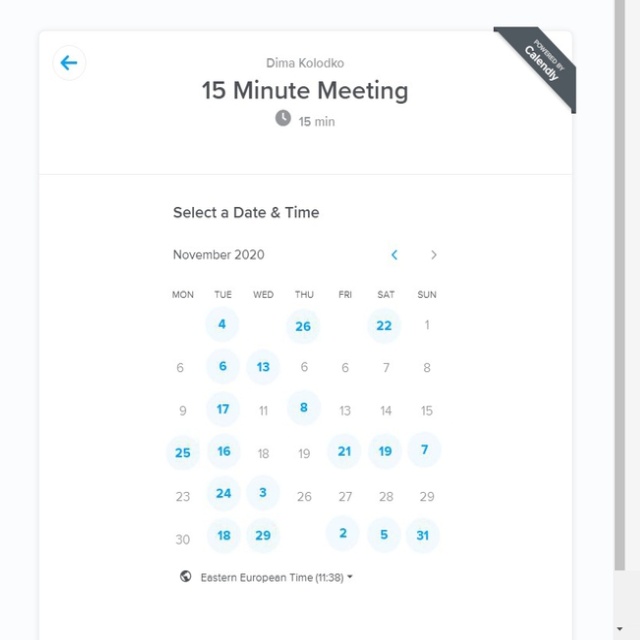 POWERED BY
Calendly
Dima Kolodko
15 Minute Meeting
15 min
Select a Date & Time
November 2020
MON TUE WED THU FRI SAT SUN
4 26 22 1
6 6 13 6 6 7 8
9 17 11 8 13 14 15
25 16 18 19 21 19 7
23 24 3 26 27 28 29
30 18 29 2 5 31
Eastern European Time (11:38)